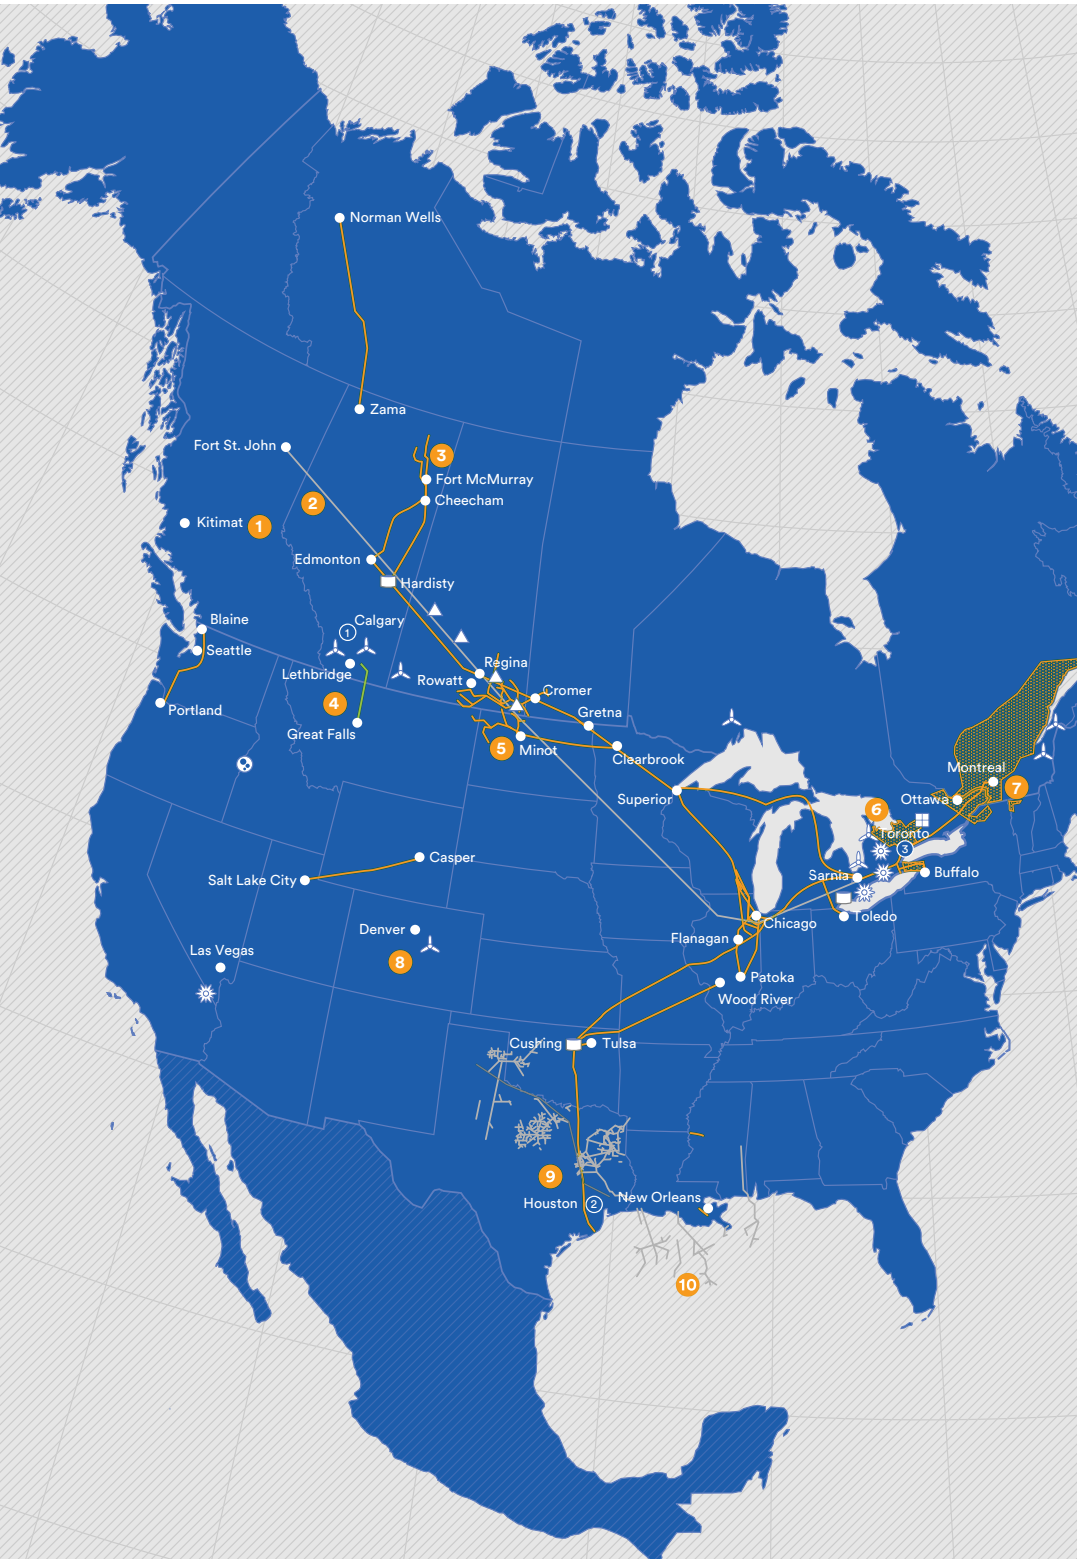 Norman Wells
Zama
Fort St. John
3
Fort McMurray
2
Cheecham
Kitimat
1
Edmonton
Hardisty
Blaine
1
Calgary
Seattle
Regina
Lethbridge
Rowatt
Cromer
4
Portland
Gretna
Great Falls
5
Minot
Clearbrook
Montreal
7
Superior
Ottawa
6
Toronto
3
Casper
Salt Lake City
Sarnia
Buffalo
Toledo
Chicago
Denver
Flanagan
Las Vegas
8
Patoka
Wood River
Cushing
Tulsa
9
Houston
2
New Orleans
10